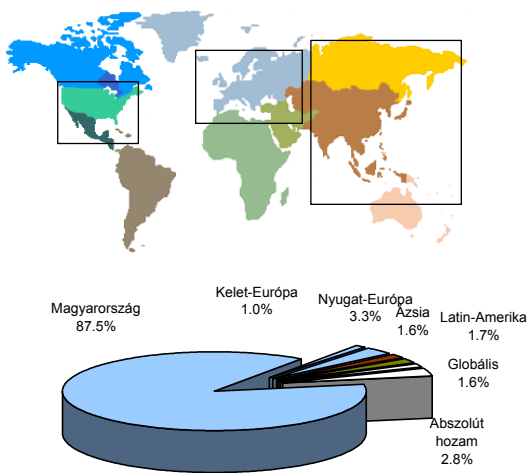 Magyarország
87.5%
Kelet-Európa
1.0%
Nyugat-Európa
3.3%
Ázsia
1.6%
Latin-Amerika
1.7%
Globális
1.6%
Abszolút
hozam
2.8%